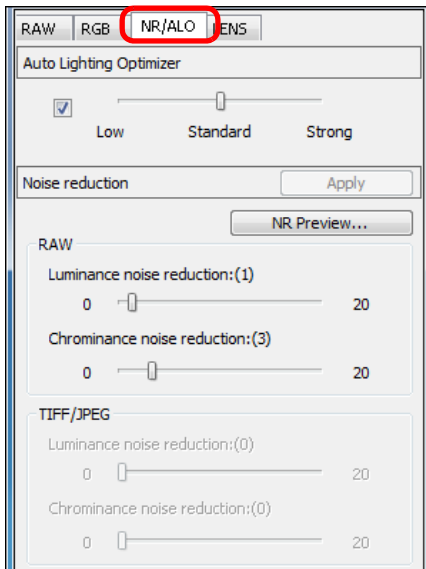 RAW RGB NR/ALO LENS
Auto Lighting Optimizer
Low Standard Strong
Noise reduction Apply
NR Preview...
RAW
Luminance noise reduction:(1)
0 20
Chrominance noise reduction:(3)
0 20
TIFF/JPEG
Luminance noise reduction:(0)
0 20
Chrominance noise reduction:(0)
0 20